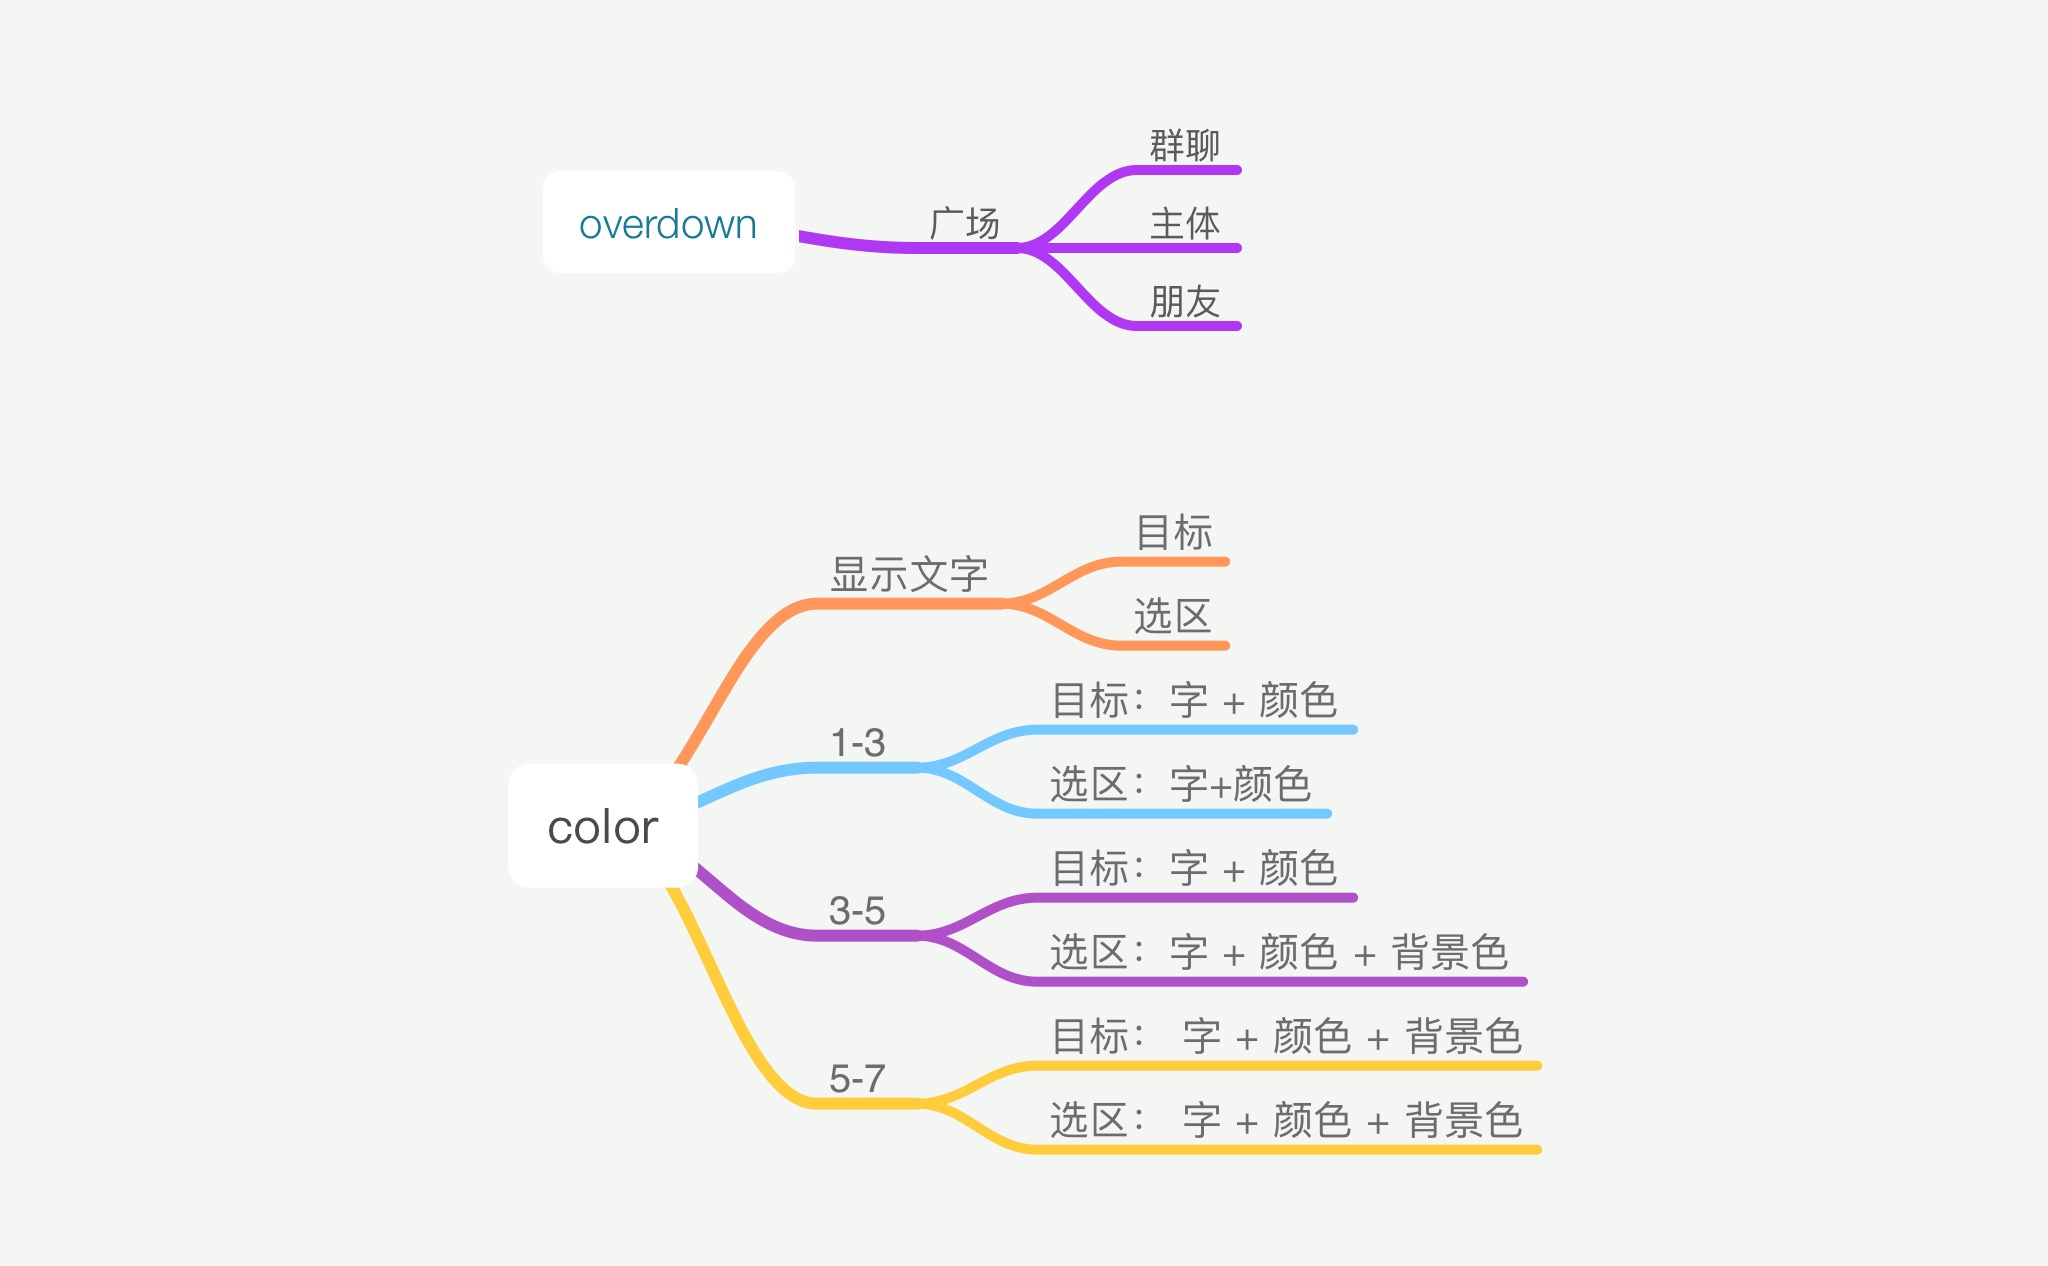 overdown
广场
群聊
主体
朋友
color
显示文字
目标
选区
1-3
目标：字 + 颜色
选区：字+颜色
3-5
目标：字 + 颜色
选区：字 + 颜色 + 背景色
5-7
目标： 字 + 颜色 + 背景色
选区： 字 + 颜色 + 背景色